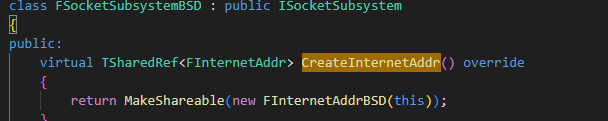 class FSocketSubsystemBSD : public ISocketSubsystem
{
public:
virtual TSharedRef<FInternetAddr> CreateInternetAddr() override
{
return MakeShareable(new FInternetAddrBSD(this));
}